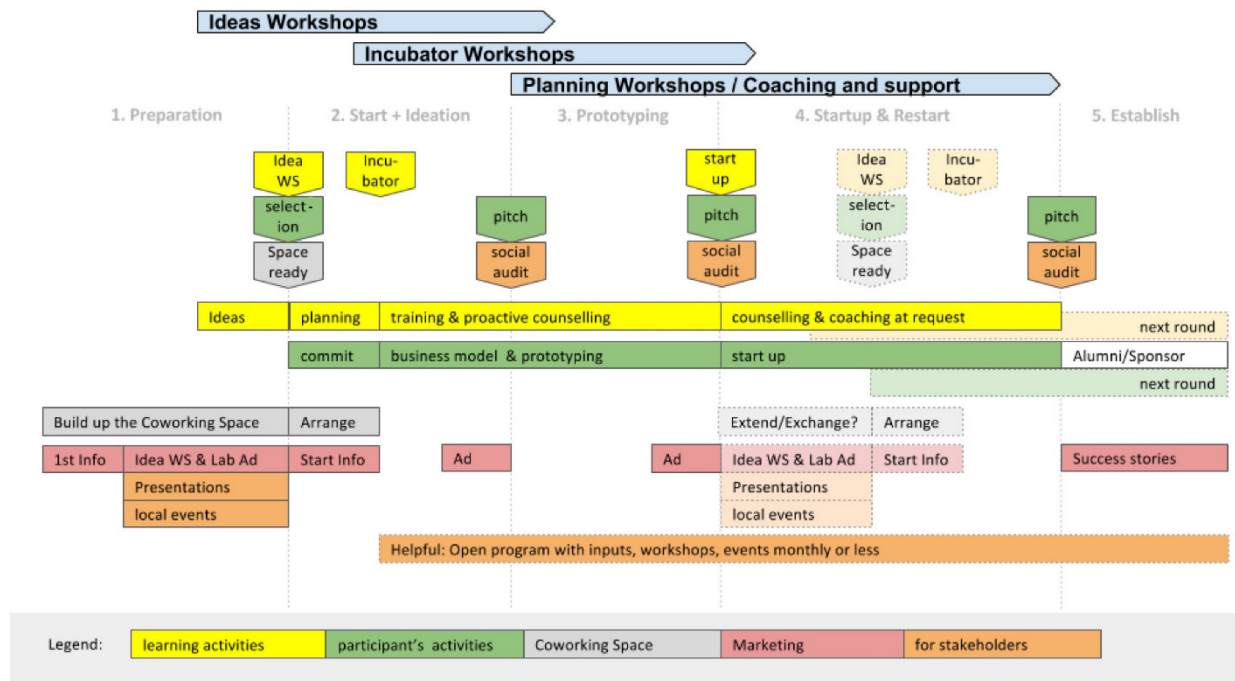 Ideas Workshops
Incubator Workshops
Planning Workshops / Coaching and support
1. Preparation
2. Start + Ideation
3. Prototyping
4. Startup & Restart
5. Establish
Idea
WS
Incu-
bator
start
up
Idea
WS
Incu-
bator
select-
ion
pitch
pitch
select-
ion
pitch
Space
ready
social
audit
social
audit
Space
ready
social
audit
Ideas
planning
training & proactive counselling
counselling & coaching at request
next round
commit
business model & prototyping
start up
Alumni/Sponsor
next round
Build up the Coworking Space
Arrange
Extend/Exchange?
Arrange
1st Info
Idea WS & Lab Ad
Start Info
Ad
Ad
Idea WS & Lab Ad
Start Info
Success stories
Presentations
Presentations
local events
local events
Helpful: Open program with inputs, workshops, events monthly or less
Legend:
learning activities
participant's activities
Coworking Space
Marketing
for stakeholders